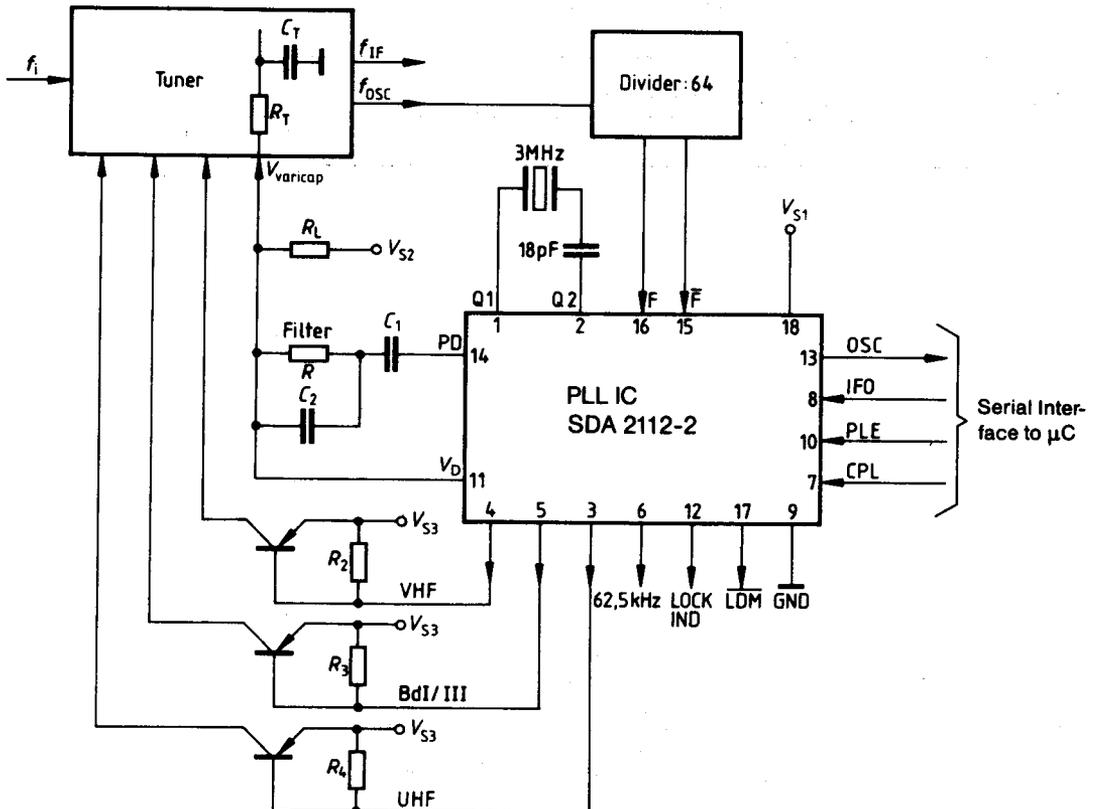 C_T
f_i
Tuner
f_IF
f_OSC
R_T
Divider:64
V_varicap
3MHz
R_L
V_S2
18pF
V_S1
Q1
Q2
F
F̅
1
2
16
15
18
Filter
C_1
PD
14
R
C_2
PLL IC
SDA 2112-2
13
OSC
8
IFO
10
PLE
7
CPL
Serial Inter-
face to μC
V_D
11
4
5
3
6
12
17
9
V_S3
R_2
VHF
62,5kHz
LOCK
IND
L̅D̅M̅
GND
V_S3
R_3
BdI/III
V_S3
R_4
UHF